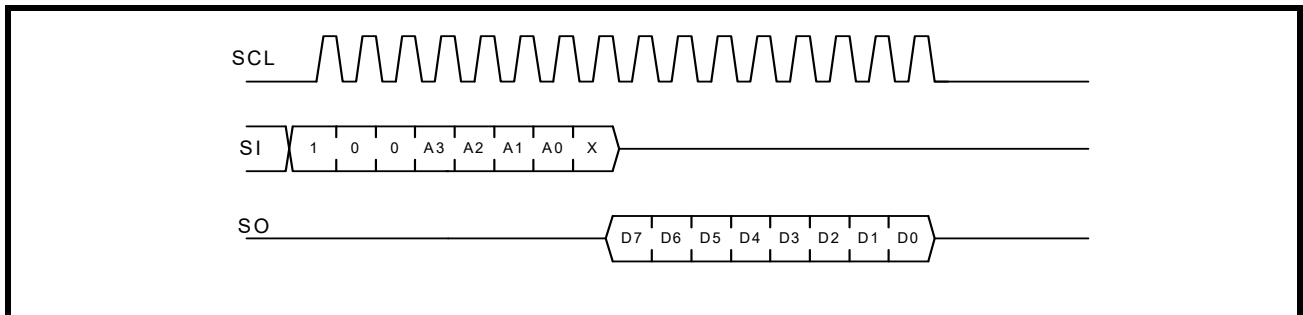 SCL
SI 1 0 0 A3 A2 A1 A0 X
SO
D7 D6 D5 D4 D3 D2 D1 D0